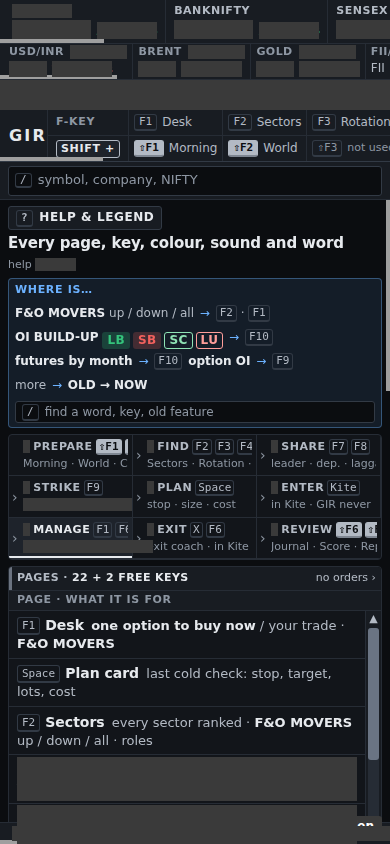 BANKNIFTY SENSEX
USD/INR BRENT GOLD FII/
FII
F-KEY F1 Desk F2 Sectors F3 Rotation
GIR
SHIFT + ⇧F1 Morning ⇧F2 World ⇧F3 not used
/ symbol, company, NIFTY
? HELP & LEGEND
Every page, key, colour, sound and word
help
WHERE IS…
F&O MOVERS up / down / all → F2 · F1
OI BUILD-UP LB SB SC LU → F10
futures by month → F10 option OI → F9
more → OLD → NOW
/ find a word, key, old feature
PREPARE ⇧F1 › FIND F2 F3 F4 › SHARE F7 F8
Morning · World · C Sectors · Rotation · leader · dep. · lagga
› STRIKE F9 › PLAN Space › ENTER Kite
stop · size · cost in Kite · GIR never
› MANAGE F1 F6 › EXIT X F6 › REVIEW ⇧F6 ⇧F
xit coach · in Kite Journal · Score · Rep
PAGES · 22 + 2 FREE KEYS no orders ›
PAGE · WHAT IT IS FOR
F1 Desk one option to buy now / your trade ·
F&O MOVERS
Space Plan card last cold check: stop, target,
lots, cost
F2 Sectors every sector ranked · F&O MOVERS
up / down / all · roles